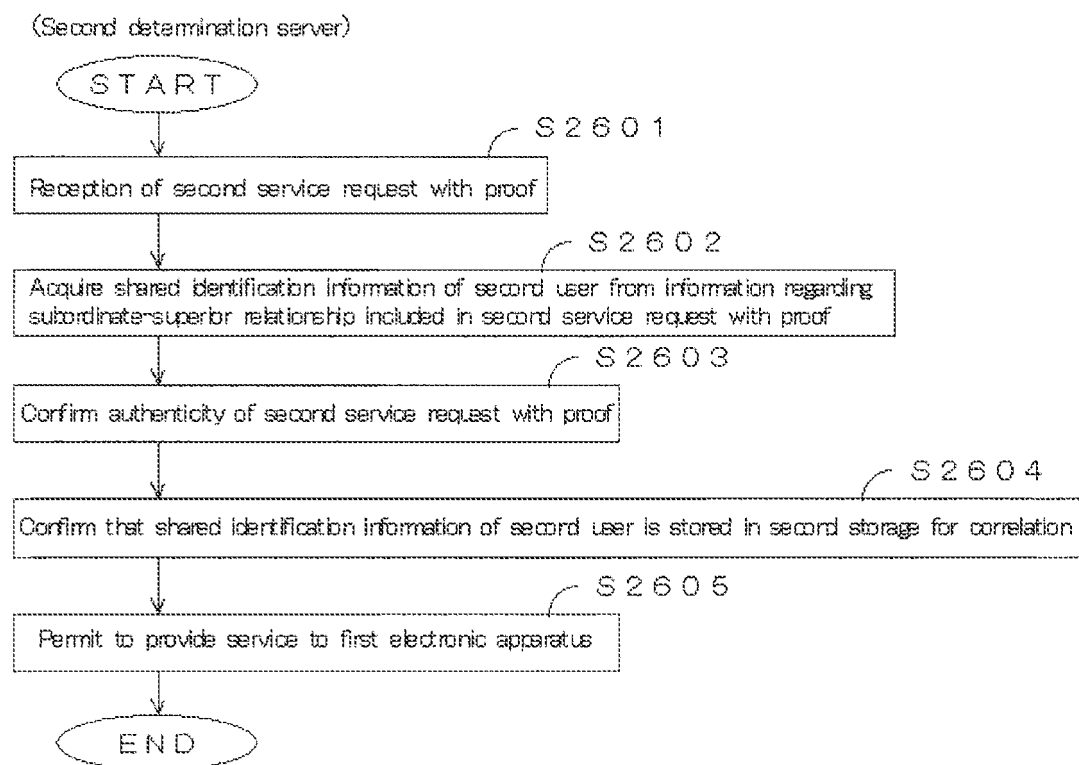 (Second determination server)
START
S2601
Reception of second service request with proof
S2602
Acquire shared identification information of second user from information regarding
subordinate-superior relationship included in second service request with proof
S2603
Confirm authenticity of second service request with proof
S2604
Confirm that shared identification information of second user is stored in second storage for correlation
S2605
Permit to provide service to first electronic apparatus
END